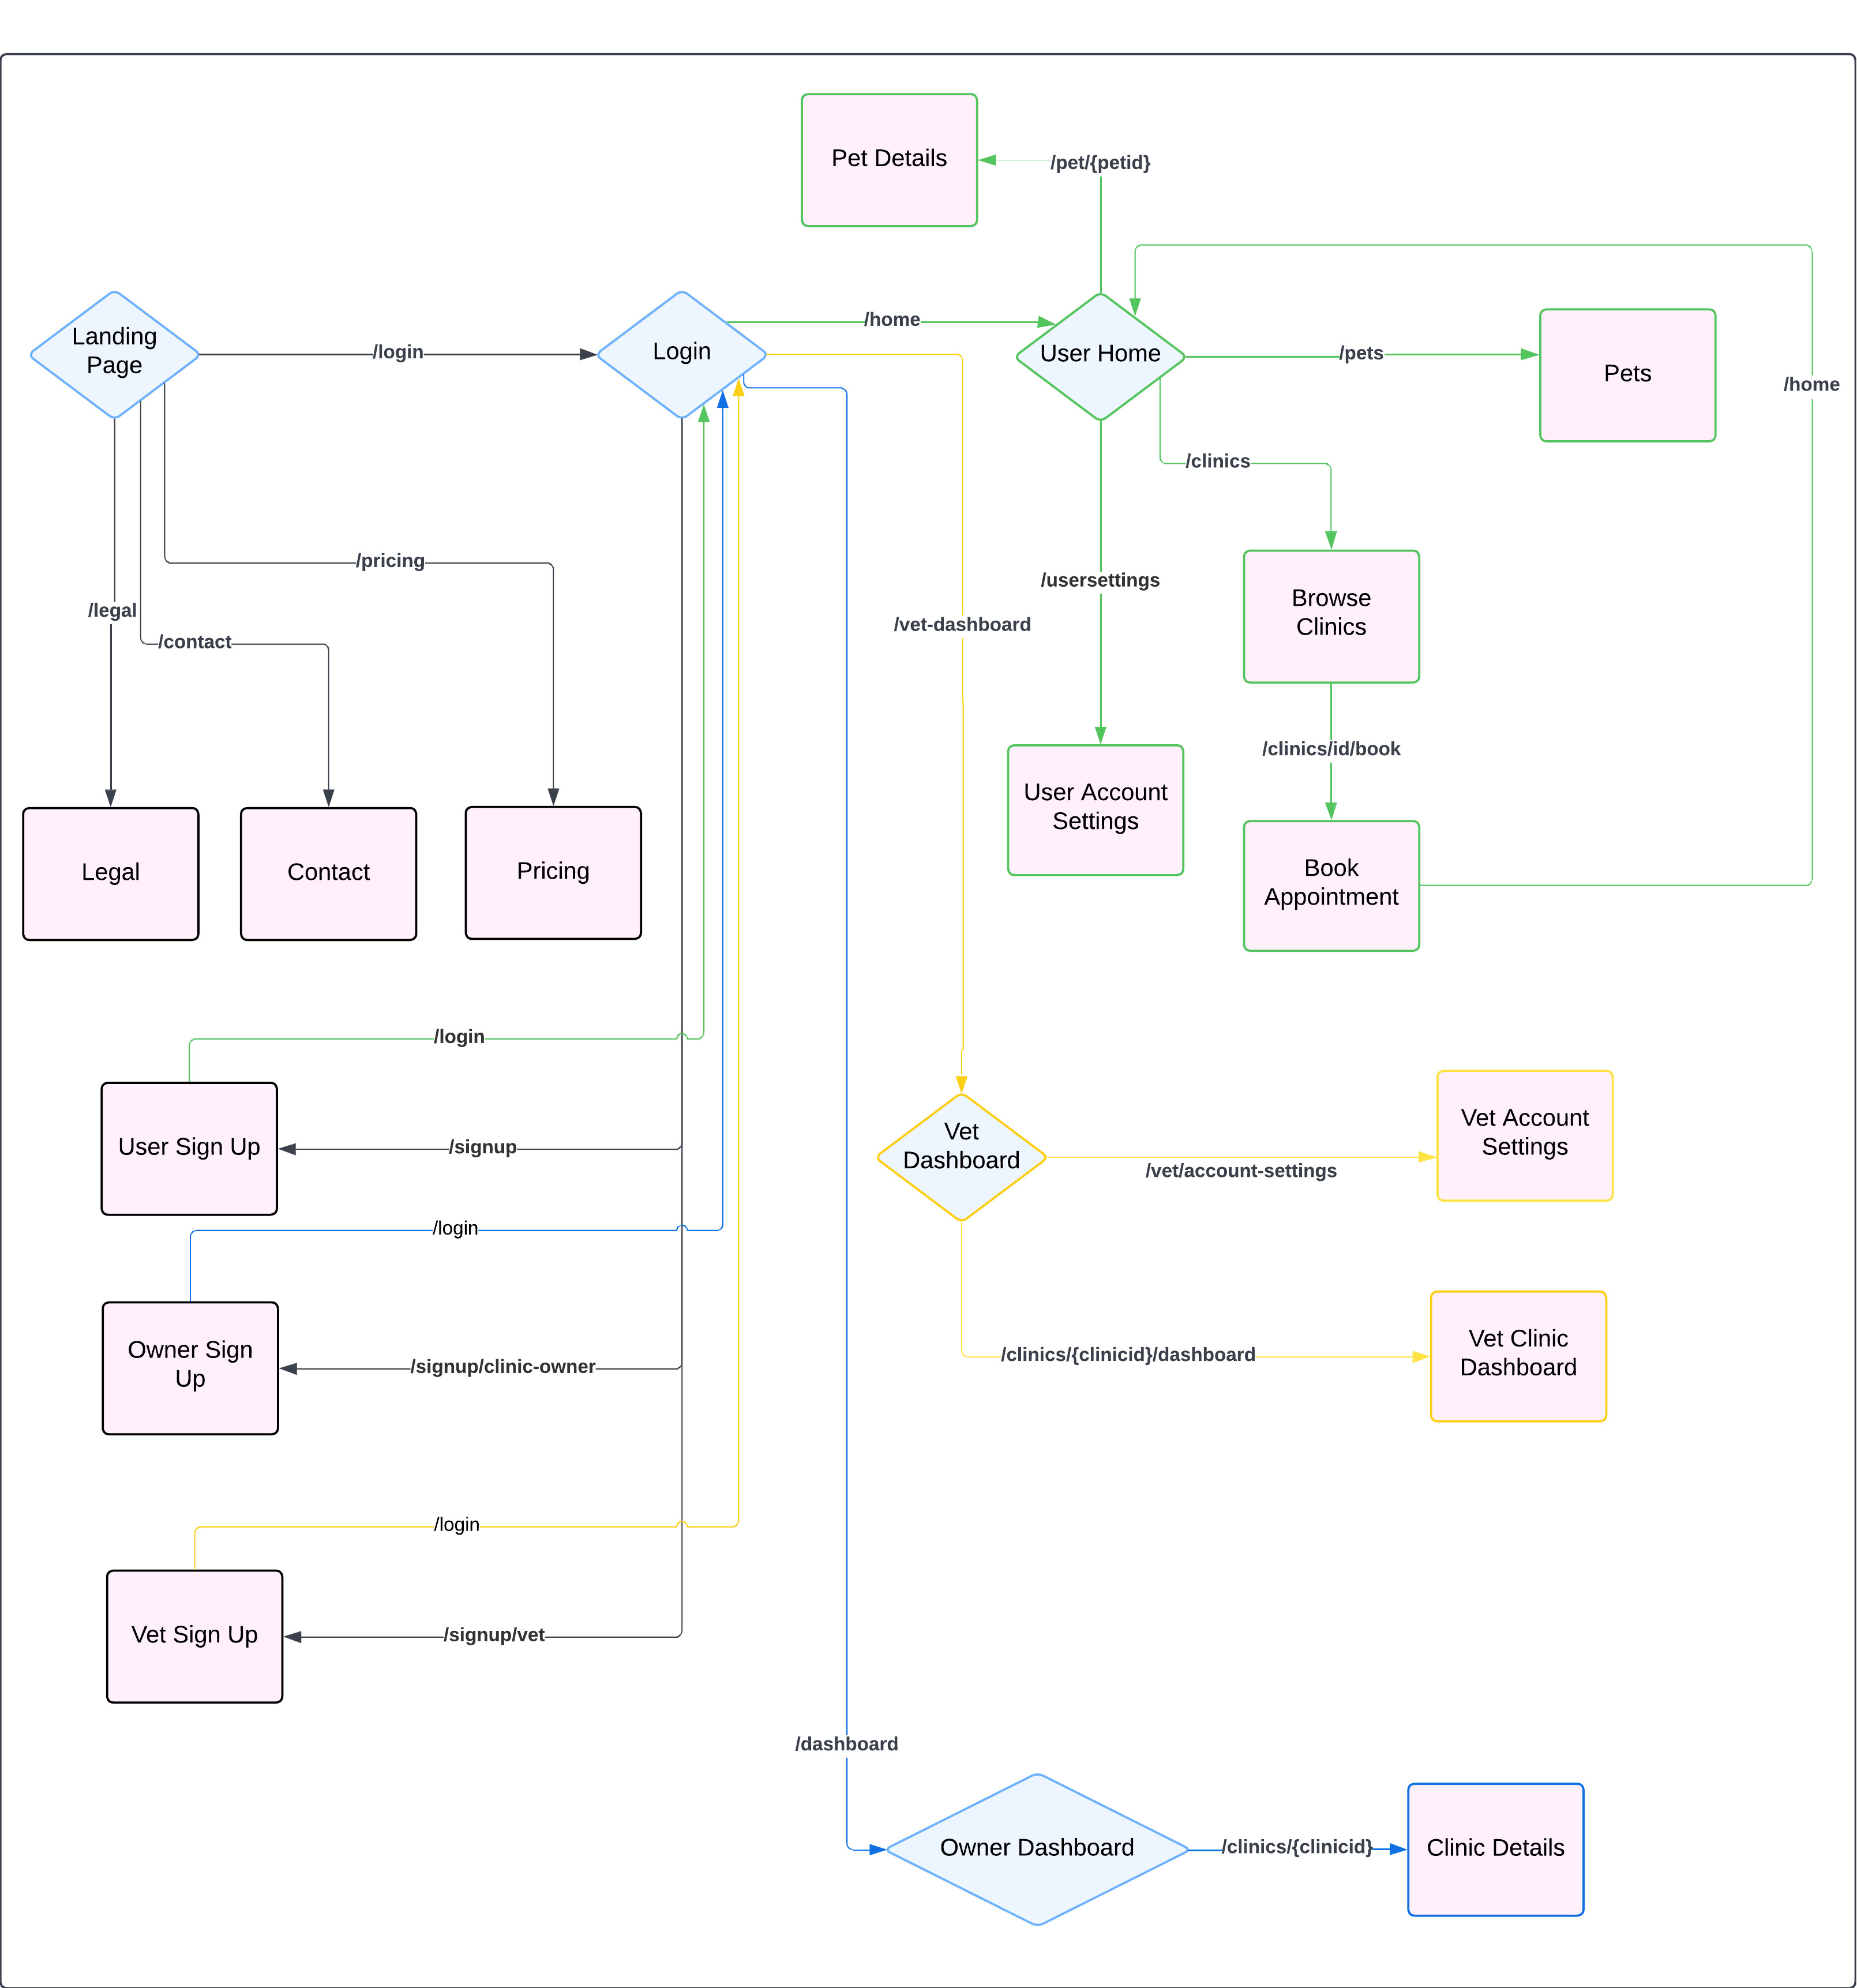 Pet Details
/pet/{petid}
Landing
Page
/login
Login
/home
User Home
/pets
Pets
/home
/clinics
/pricing
/legal
/contact
/usersettings
/vet-dashboard
Browse
Clinics
/clinics/id/book
User Account
Settings
Book
Appointment
Legal
Contact
Pricing
/login
User Sign Up
/signup
Vet
Dashboard
/vet/account-settings
Vet Account
Settings
/login
Owner Sign
Up
/signup/clinic-owner
/clinics/{clinicid}/dashboard
Vet Clinic
Dashboard
/login
Vet Sign Up
/signup/vet
/dashboard
Owner Dashboard
/clinics/{clinicid}
Clinic Details